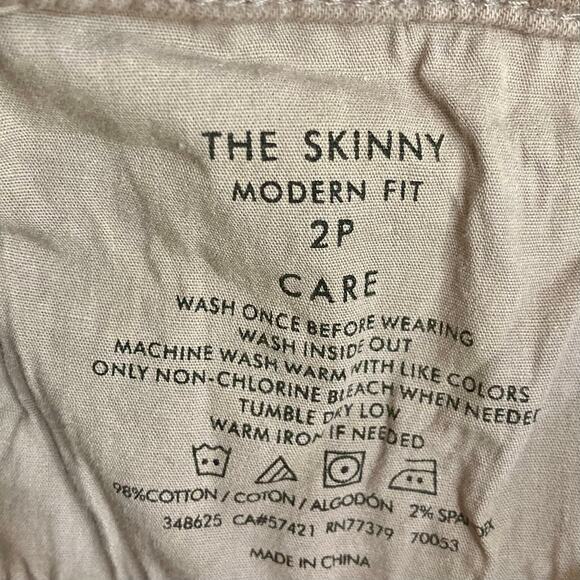 THE SKINNY
MODERN FIT
2P
CARE
WASH ONCE BEFORE WEARING
WASH INSIDE OUT
MACHINE WASH WARM WITH LIKE COLORS
ONLY NON-CHLORINE BLEACH WHEN NEEDED
TUMBLE DRY LOW
WARM IRON IF NEEDED
98%COTTON / COTON / ALGODÓN 2% SPANDEX
348625 CA#57421 RN77379 70053
MADE IN CHINA